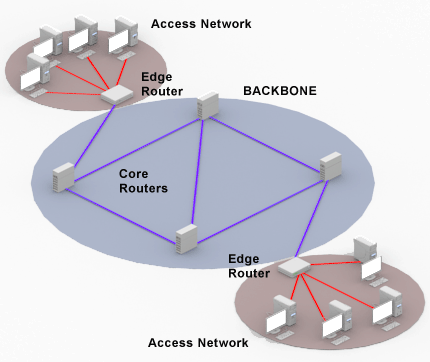 Access Network
Edge
Router
BACKBONE
Core
Routers
Edge
Router
Access Network